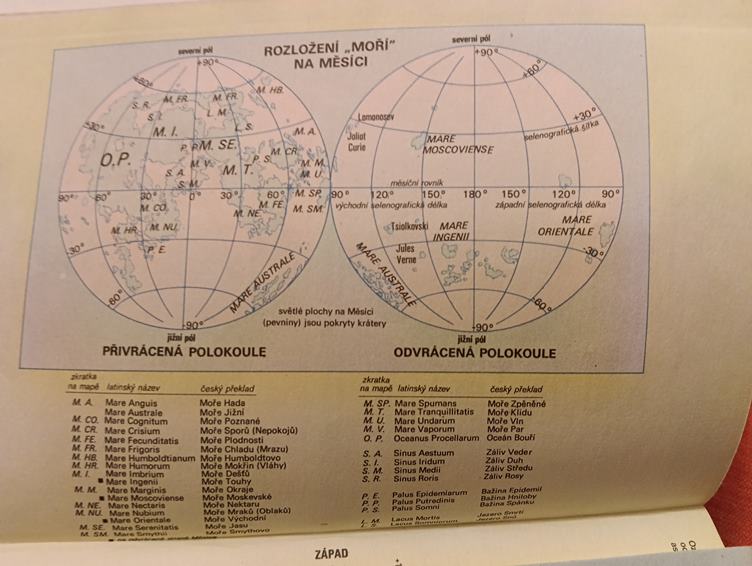 ROZLOŽENÍ „MOŘÍ”
NA MĚSÍCI
severní pól
+90°
+60°
M. HB.
M. FR.
M. FR.
S. R.
L. M.
S. I.
+30°
L. S.
M. I.
M. A.
P. P.
M. SE.
O. P.
M. CR.
P. S.
M. V.
M. M.
M. T.
S. A.
M. U.
S. M.
90°
60°
30°
0°
30°
60°
M. SP.
M. CO.
M. FE.
M. SM.
M. NE.
M. HR.
M. NU.
-30°
P. E.
MARE AUSTRALE
-60°
-90°
jižní pól
PŘIVRÁCENÁ POLOKOULE
světlé plochy na Měsíci
(pevniny) jsou pokryty krátery
severní pól
+90°
+60°
+30°
Lomonosov
selenografická šířka
Joliot
Curie
MARE
MOSCOVIENSE
měsíční rovník
90°
120°
150°
180°
150°
120°
90°
východní selenografická délka
západní selenografická délka
Tsiolkovski
MARE
INGENII
MARE
ORIENTALE
Jules
Verne
-30°
MARE AUSTRALE
-60°
-90°
jižní pól
ODVRÁCENÁ POLOKOULE
zkratka
na mapě latinský název český překlad
M. A. Mare Anguis Moře Hada
Mare Australe Moře Jižní
M. CO. Mare Cognitum Moře Poznané
M. CR. Mare Crisium Moře Sporů (Nepokojů)
M. FE. Mare Fecunditatis Moře Plodnosti
M. FR. Mare Frigoris Moře Chladu (Mrazu)
M. HB. Mare Humboldtianum Moře Humboldtovo
M. HR. Mare Humorum Moře Mokřin (Vláhy)
M. I. Mare Imbrium Moře Dešťů
■ Mare Ingenii Moře Touhy
M. M. Mare Marginis Moře Okraje
■ Mare Moscoviense Moře Moskevské
M. NE. Mare Nectaris Moře Nektaru
M. NU. Mare Nubium Moře Mraků (Oblaků)
■ Mare Orientale Moře Východní
M. SE. Mare Serenitatis Moře Jasu
M. SM. Mare Smythii Moře Smythovo
zkratka
na mapě latinský název český překlad
M. SP. Mare Spumans Moře Zpěněné
M. T. Mare Tranquillitatis Moře Klidu
M. U. Mare Undarum Moře Vln
M. V. Mare Vaporum Moře Par
O. P. Oceanus Procellarum Oceán Bouří
S. A. Sinus Aestuum Záliv Veder
S. I. Sinus Iridum Záliv Duh
S. M. Sinus Medii Záliv Středu
S. R. Sinus Roris Záliv Rosy
P. E. Palus Epidemiarum Bažina Epidemií
P. P. Palus Putredinis Bažina Hniloby
P. S. Palus Somni Bažina Spánku
L. M. Lacus Mortis Jezero Smrti
L. S. Lacus Somniorum Jezero Snů
ZÁPAD